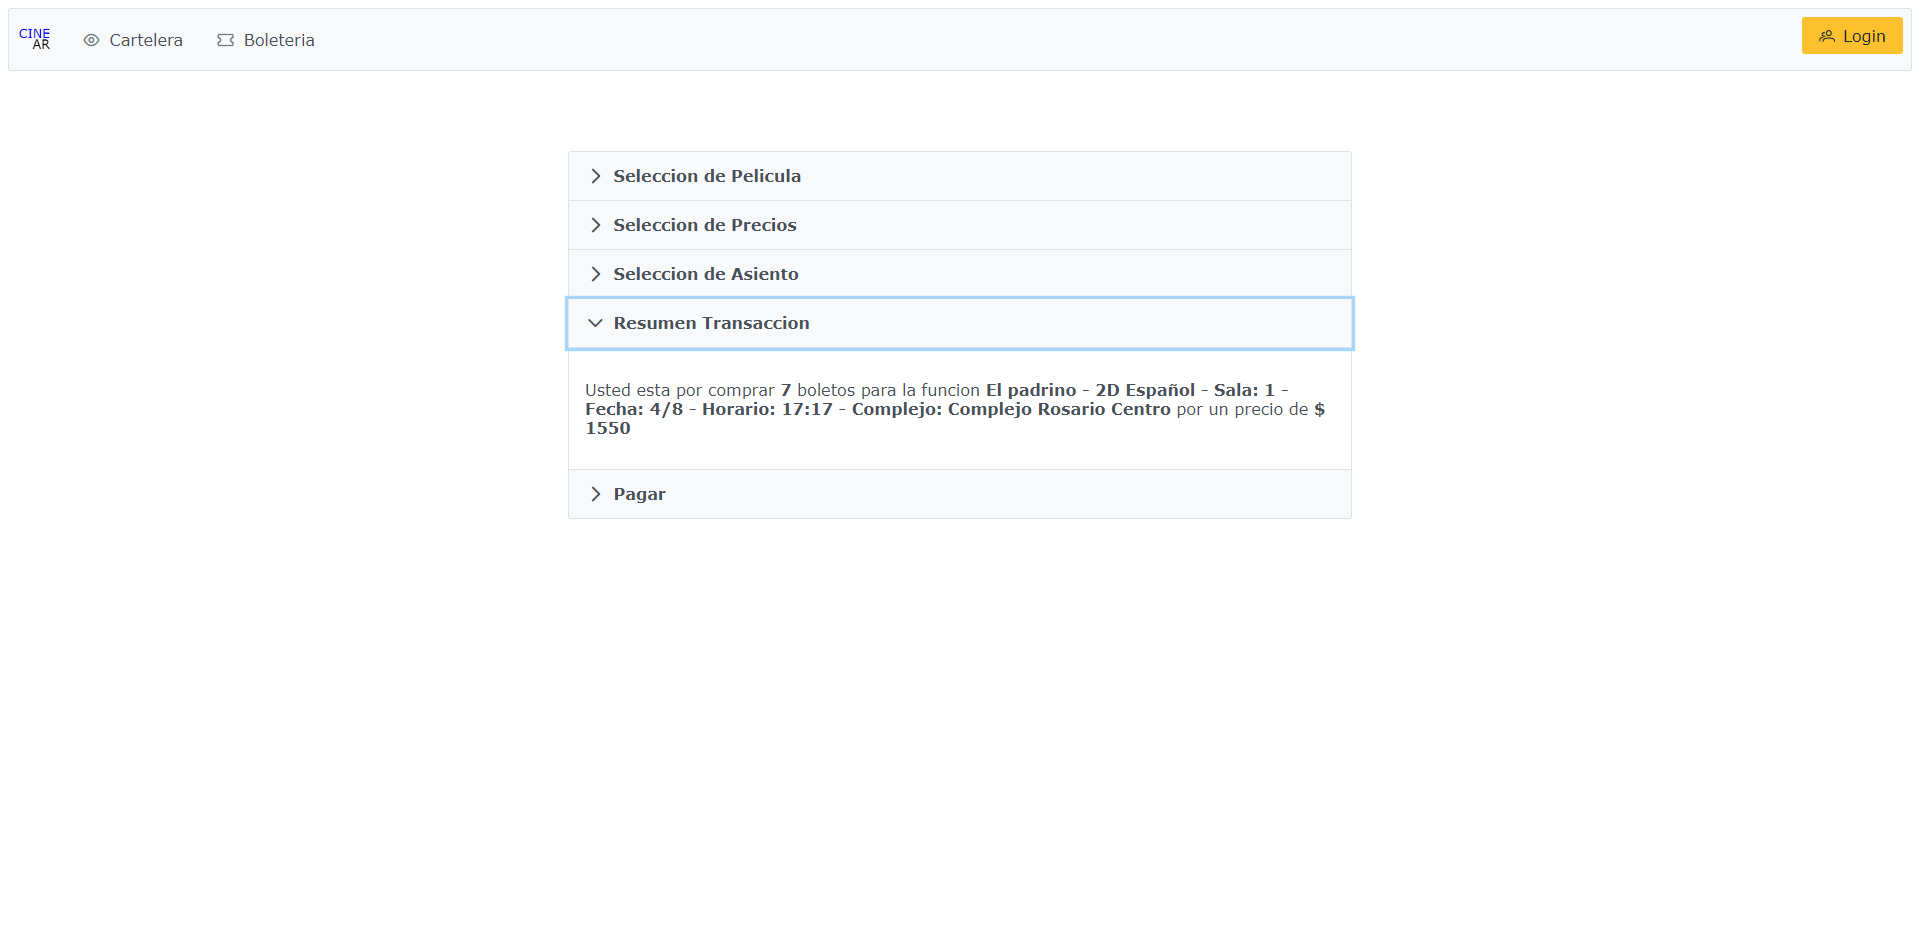 CINE
AR
Cartelera
Boleteria
Login
Seleccion de Pelicula
Seleccion de Precios
Seleccion de Asiento
Resumen Transaccion
Usted esta por comprar 7 boletos para la funcion El padrino - 2D Español - Sala: 1 -
Fecha: 4/8 - Horario: 17:17 - Complejo: Complejo Rosario Centro por un precio de $
1550
Pagar